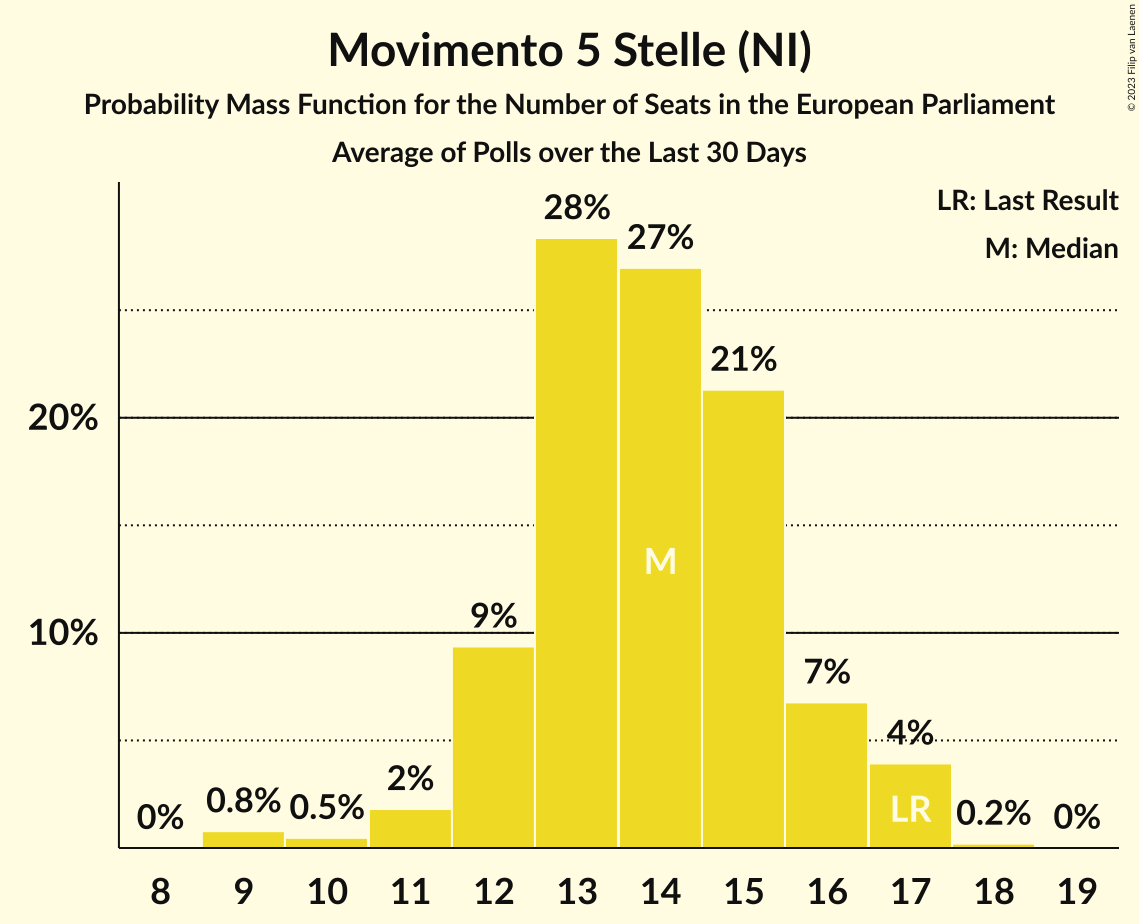 Movimento 5 Stelle (NI)
Probability Mass Function for the Number of Seats in the European Parliament
Average of Polls over the Last 30 Days
© 2023 Filip van Laenen
LR: Last Result
M: Median
28%
27%
21%
20%
M
9%
10%
7%
4%
2%
0.8%
0.5%
0%
LR
0.2%
0%
8 9 10 11 12 13 14 15 16 17 18 19